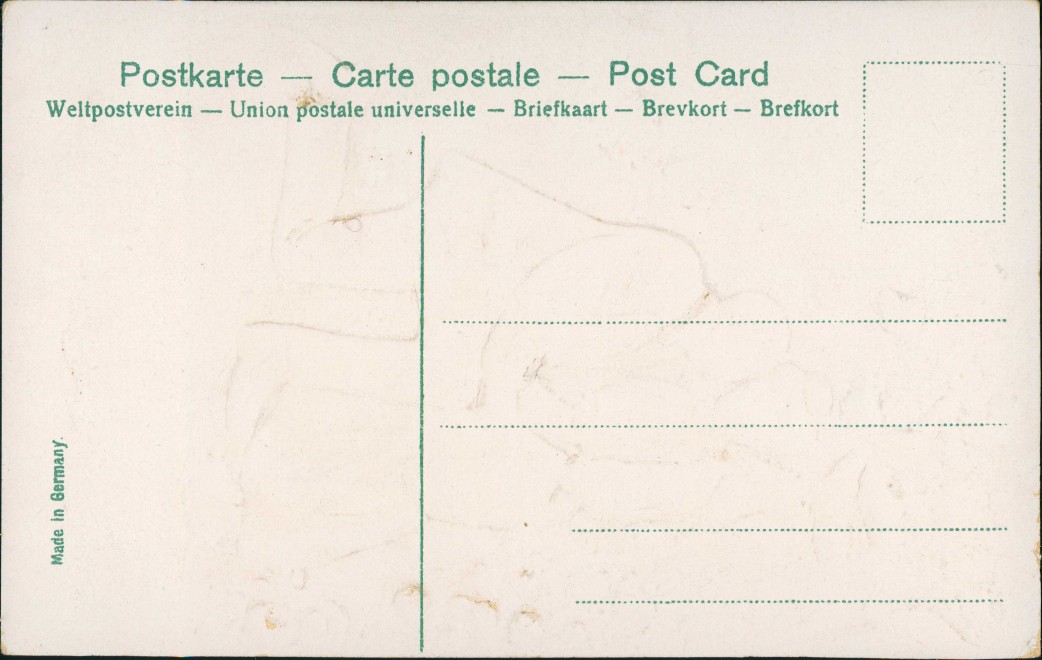 Postkarte — Carte postale — Post Card
Weltpostverein — Union postale universelle — Briefkaart — Brevkort — Brefkort
Made in Germany.